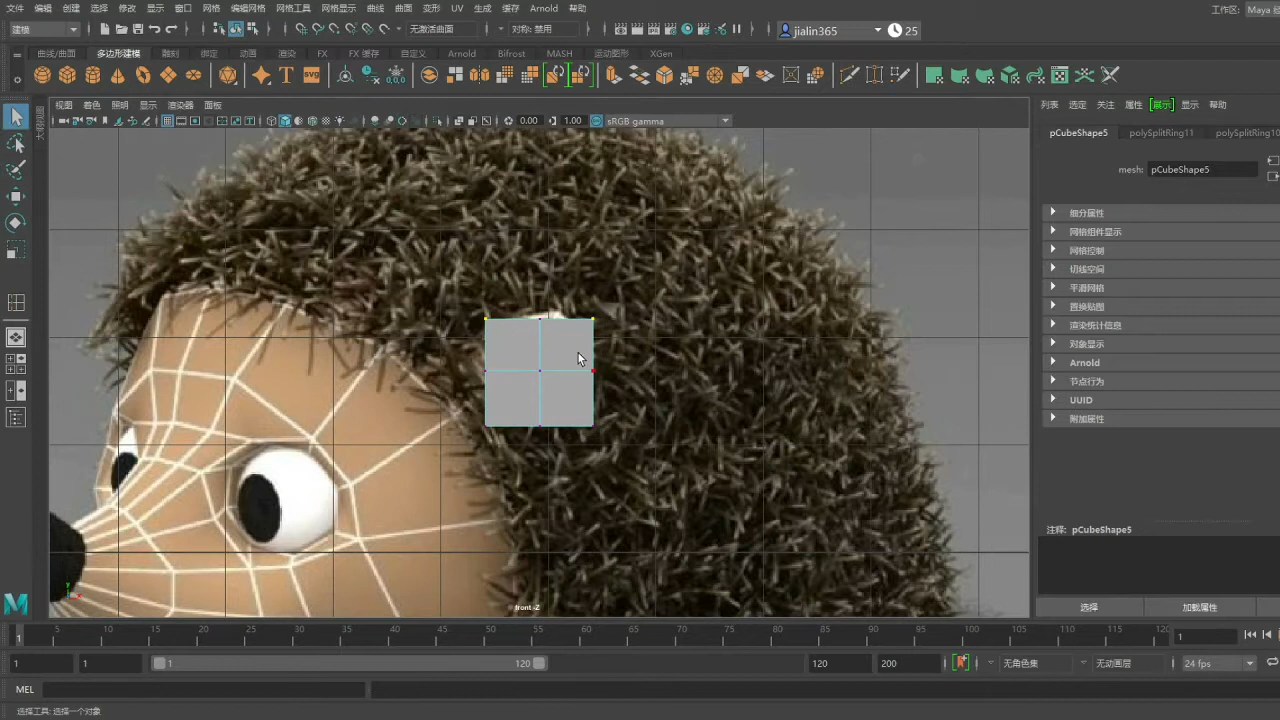 文件 编辑 创建 选择 修改 显示 窗口 网格 编辑网格 网格工具 网格显示 曲线 曲面 变形 UV 生成 缓存 Arnold 帮助 工作区: Maya
建模 无激活曲面 对称: 禁用 jialin365 25
曲线/曲面 多边形建模 雕刻 绑定 动画 渲染 FX FX 缓存 自定义 Arnold Bifrost MASH 运动图形 XGen
视图 着色 照明 显示 渲染器 面板 列表 选定 关注 属性 展示 显示 帮助
0.00 1.00 sRGB gamma
pCubeShape5 polySplitRing11 polySplitRing10
mesh: pCubeShape5
细分属性
网格组件显示
网格控制
切线空间
平滑网格
置换贴图
渲染统计信息
对象显示
Arnold
节点行为
UUID
附加属性
注释: pCubeShape5
front -Z
选择 加载属性
1 5 10 15 20 25 30 35 40 45 50 55 60 65 70 75 80 85 90 95 100 105 110 115 120 1
1 1 1 120 120 200 无角色集 无动画层 24 fps
MEL
选择工具: 选择一个对象